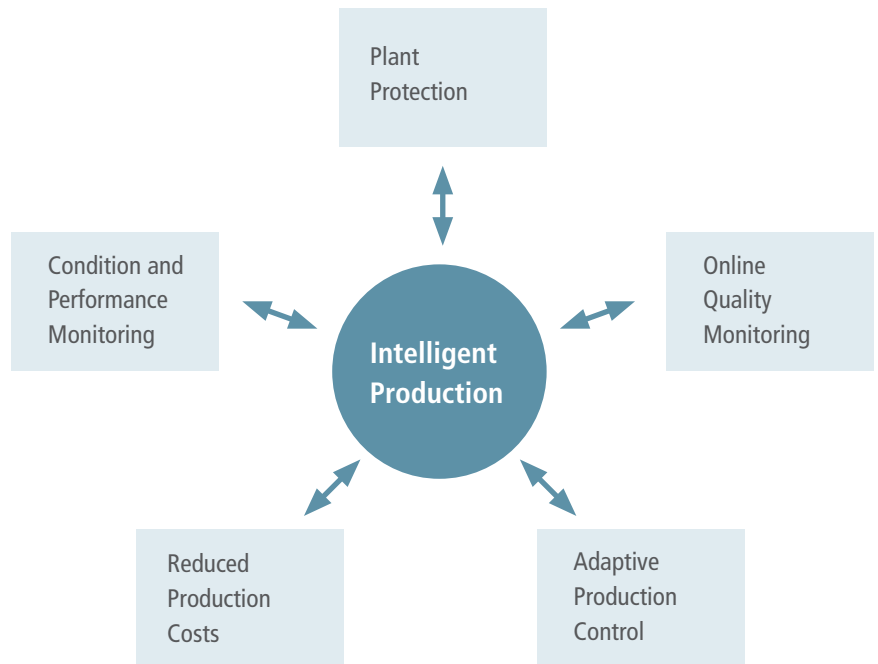 Plant
Protection
Condition and
Performance
Monitoring
Online
Quality
Monitoring
Intelligent
Production
Reduced
Production
Costs
Adaptive
Production
Control